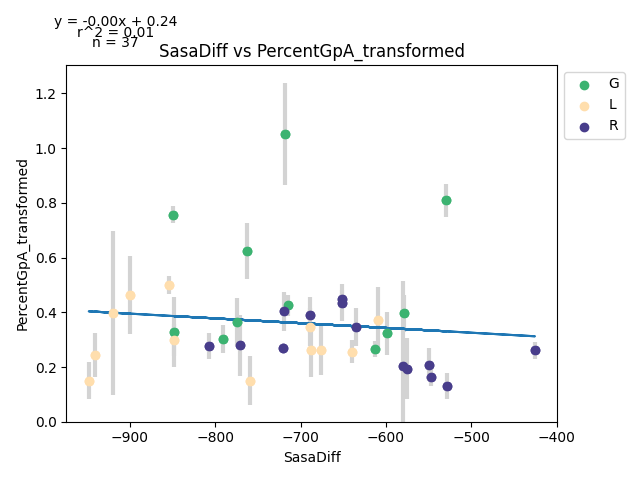 y = -0.00x + 0.24
r^2 = 0.01
n = 37
SasaDiff vs PercentGpA_transformed
G
L
R
PercentGpA_transformed
1.2
1.0
0.8
0.6
0.4
0.2
0.0
−900
−800
−700
−600
−500
−400
SasaDiff